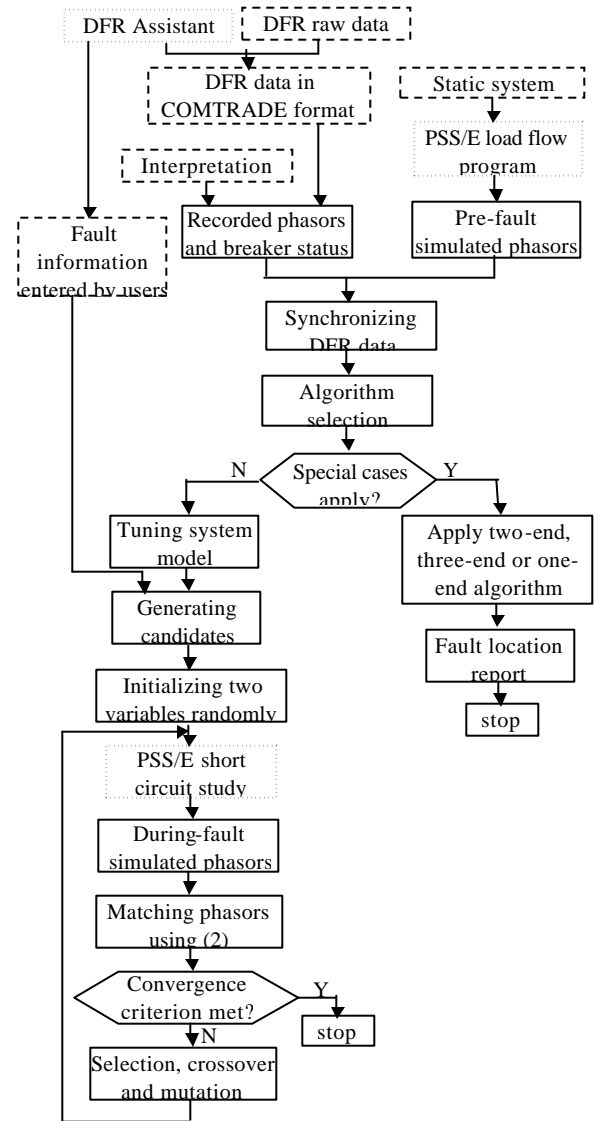 DFR Assistant
DFR raw data
DFR data in
COMTRADE format
Static system
PSS/E load flow
program
Interpretation
Recorded phasors
and breaker status
Pre-fault
simulated phasors
Fault
information
entered by users
Synchronizing
DFR data
Algorithm
selection
N
Special cases
apply?
Y
Tuning system
model
Apply two-end,
three-end or one-
end algorithm
Generating
candidates
Fault location
report
Initializing two
variables randomly
stop
PSS/E short
circuit study
During-fault
simulated phasors
Matching phasors
using (2)
Convergence
criterion met?
Y
stop
N
Selection, crossover
and mutation